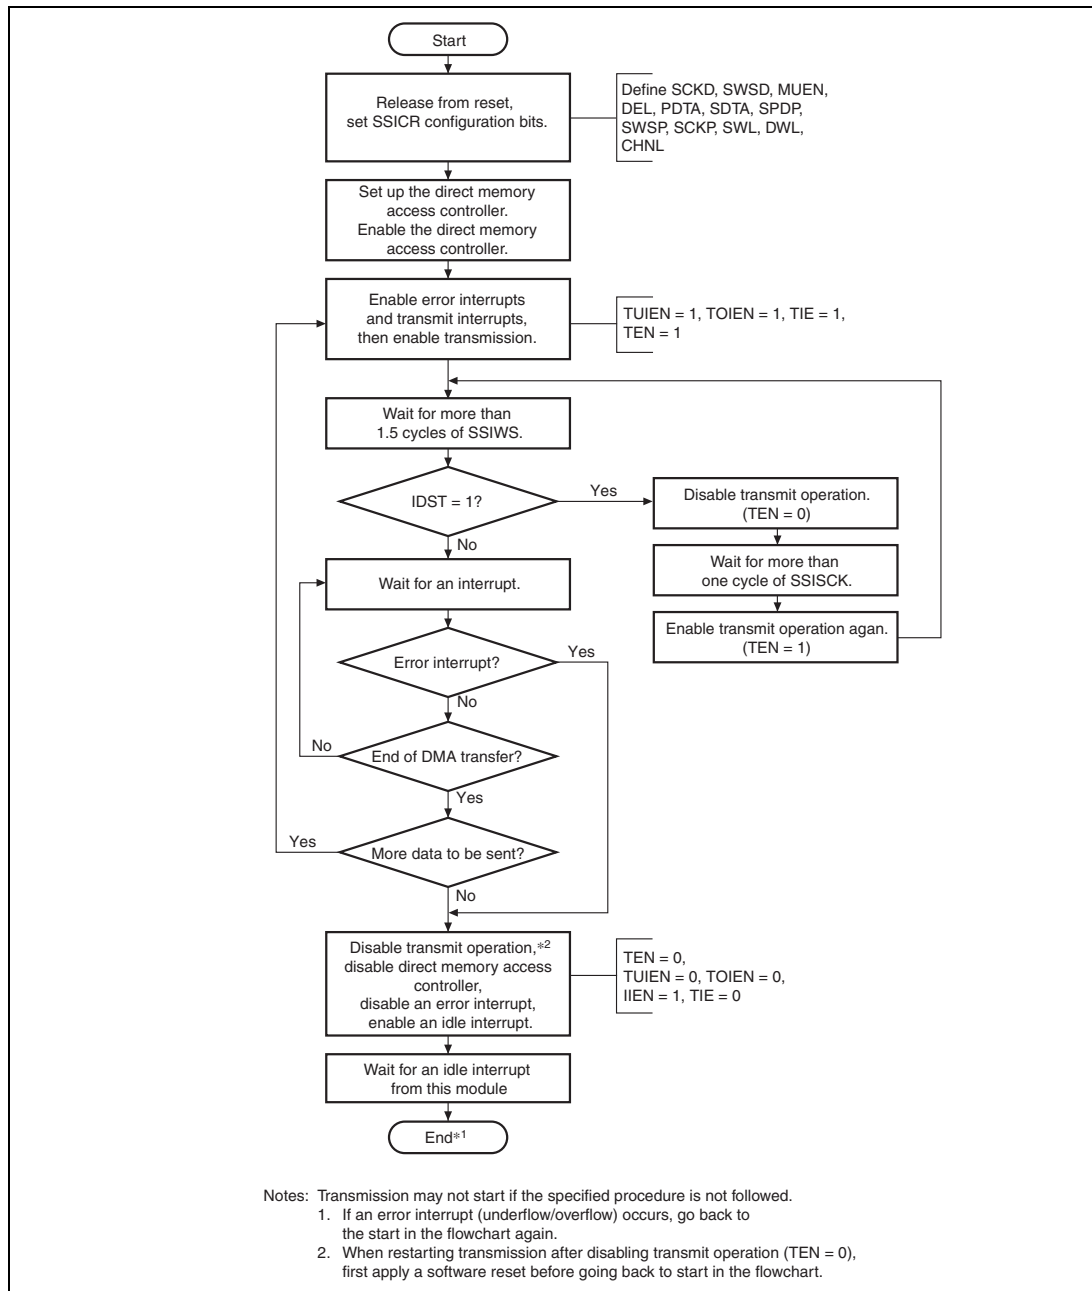 Start
Release from reset,
set SSICR configuration bits.
Define SCKD, SWSD, MUEN,
DEL, PDTA, SDTA, SPDP,
SWSP, SCKP, SWL, DWL,
CHNL
Set up the direct memory
access controller.
Enable the direct memory
access controller.
Enable error interrupts
and transmit interrupts,
then enable transmission.
TUIEN = 1, TOIEN = 1, TIE = 1,
TEN = 1
Wait for more than
1.5 cycles of SSIWS.
IDST = 1?
Yes
No
Disable transmit operation.
(TEN = 0)
Wait for more than
one cycle of SSISCK.
Enable transmit operation agan.
(TEN = 1)
Wait for an interrupt.
Error interrupt?
Yes
No
End of DMA transfer?
No
Yes
More data to be sent?
Yes
No
Disable transmit operation,*2
disable direct memory access
controller,
disable an error interrupt,
enable an idle interrupt.
TEN = 0,
TUIEN = 0, TOIEN = 0,
IIEN = 1, TIE = 0
Wait for an idle interrupt
from this module
End*1
Notes: Transmission may not start if the specified procedure is not followed.
1. If an error interrupt (underflow/overflow) occurs, go back to
the start in the flowchart again.
2. When restarting transmission after disabling transmit operation (TEN = 0),
first apply a software reset before going back to start in the flowchart.